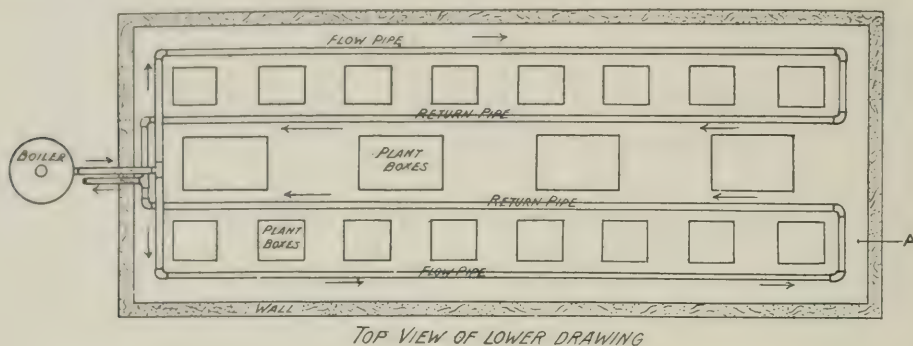 FLOW PIPE
RETURN PIPE
BOILER
PLANT
BOXES
RETURN PIPE
PLANT
BOXES
A
FLOW PIPE
WALL
TOP VIEW OF LOWER DRAWING